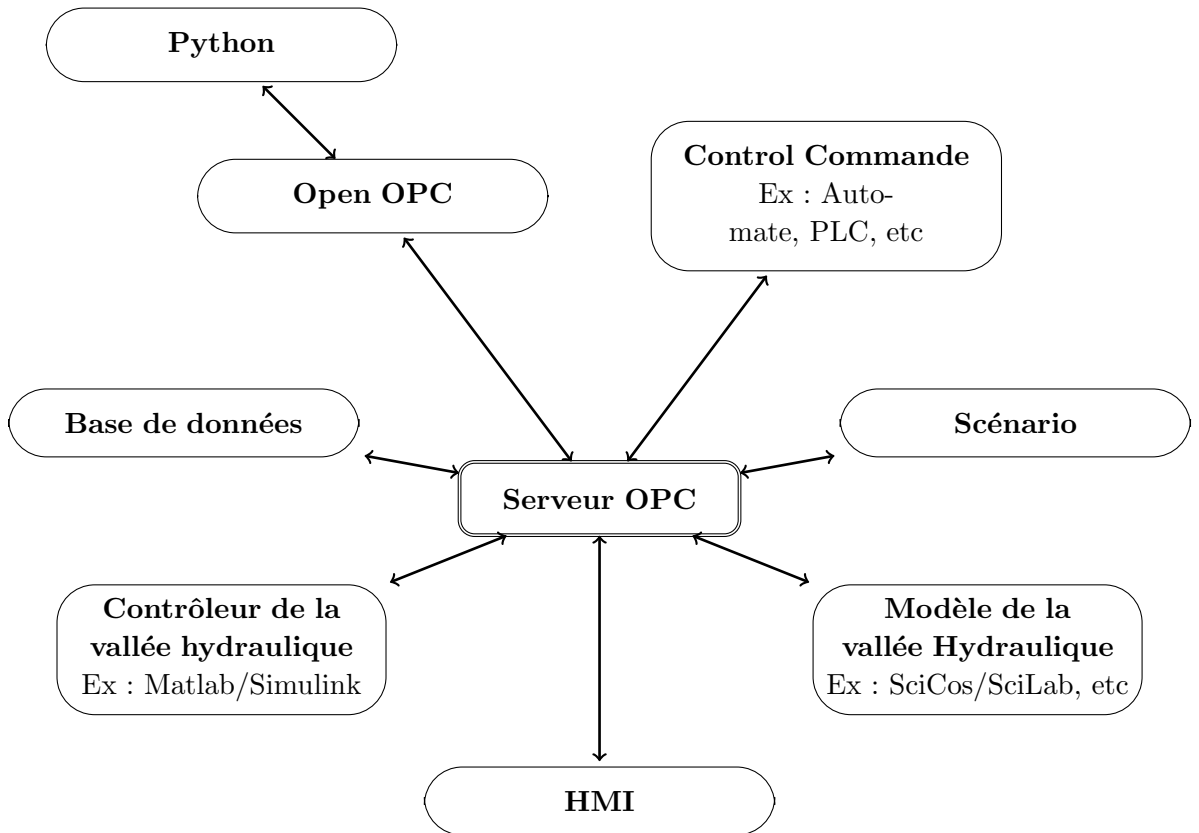 Python
Open OPC
Control Commande
Ex : Auto-
mate, PLC, etc
Base de données
Scénario
Serveur OPC
Contrôleur de la
vallée hydraulique
Ex : Matlab/Simulink
Modèle de la
vallée Hydraulique
Ex : SciCos/SciLab, etc
HMI